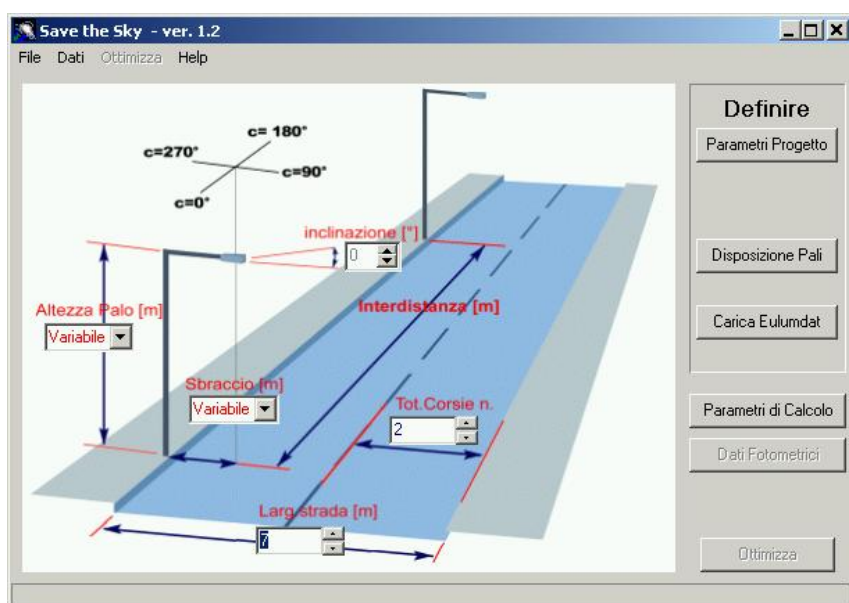 Save the Sky - ver. 1.2
File Dati Ottimizza Help
c= 180°
c=270°
c=90°
c=0°
inclinazione [°]
0
Altezza Palo [m]
Variabile
Interdistanza [m]
Sbraccio [m]
Variabile
Tot.Corsie n.
2
Larg.strada [m]
7
Definire
Parametri Progetto
Disposizione Pali
Carica Eulumdat
Parametri di Calcolo
Dati Fotometrici
Ottimizza